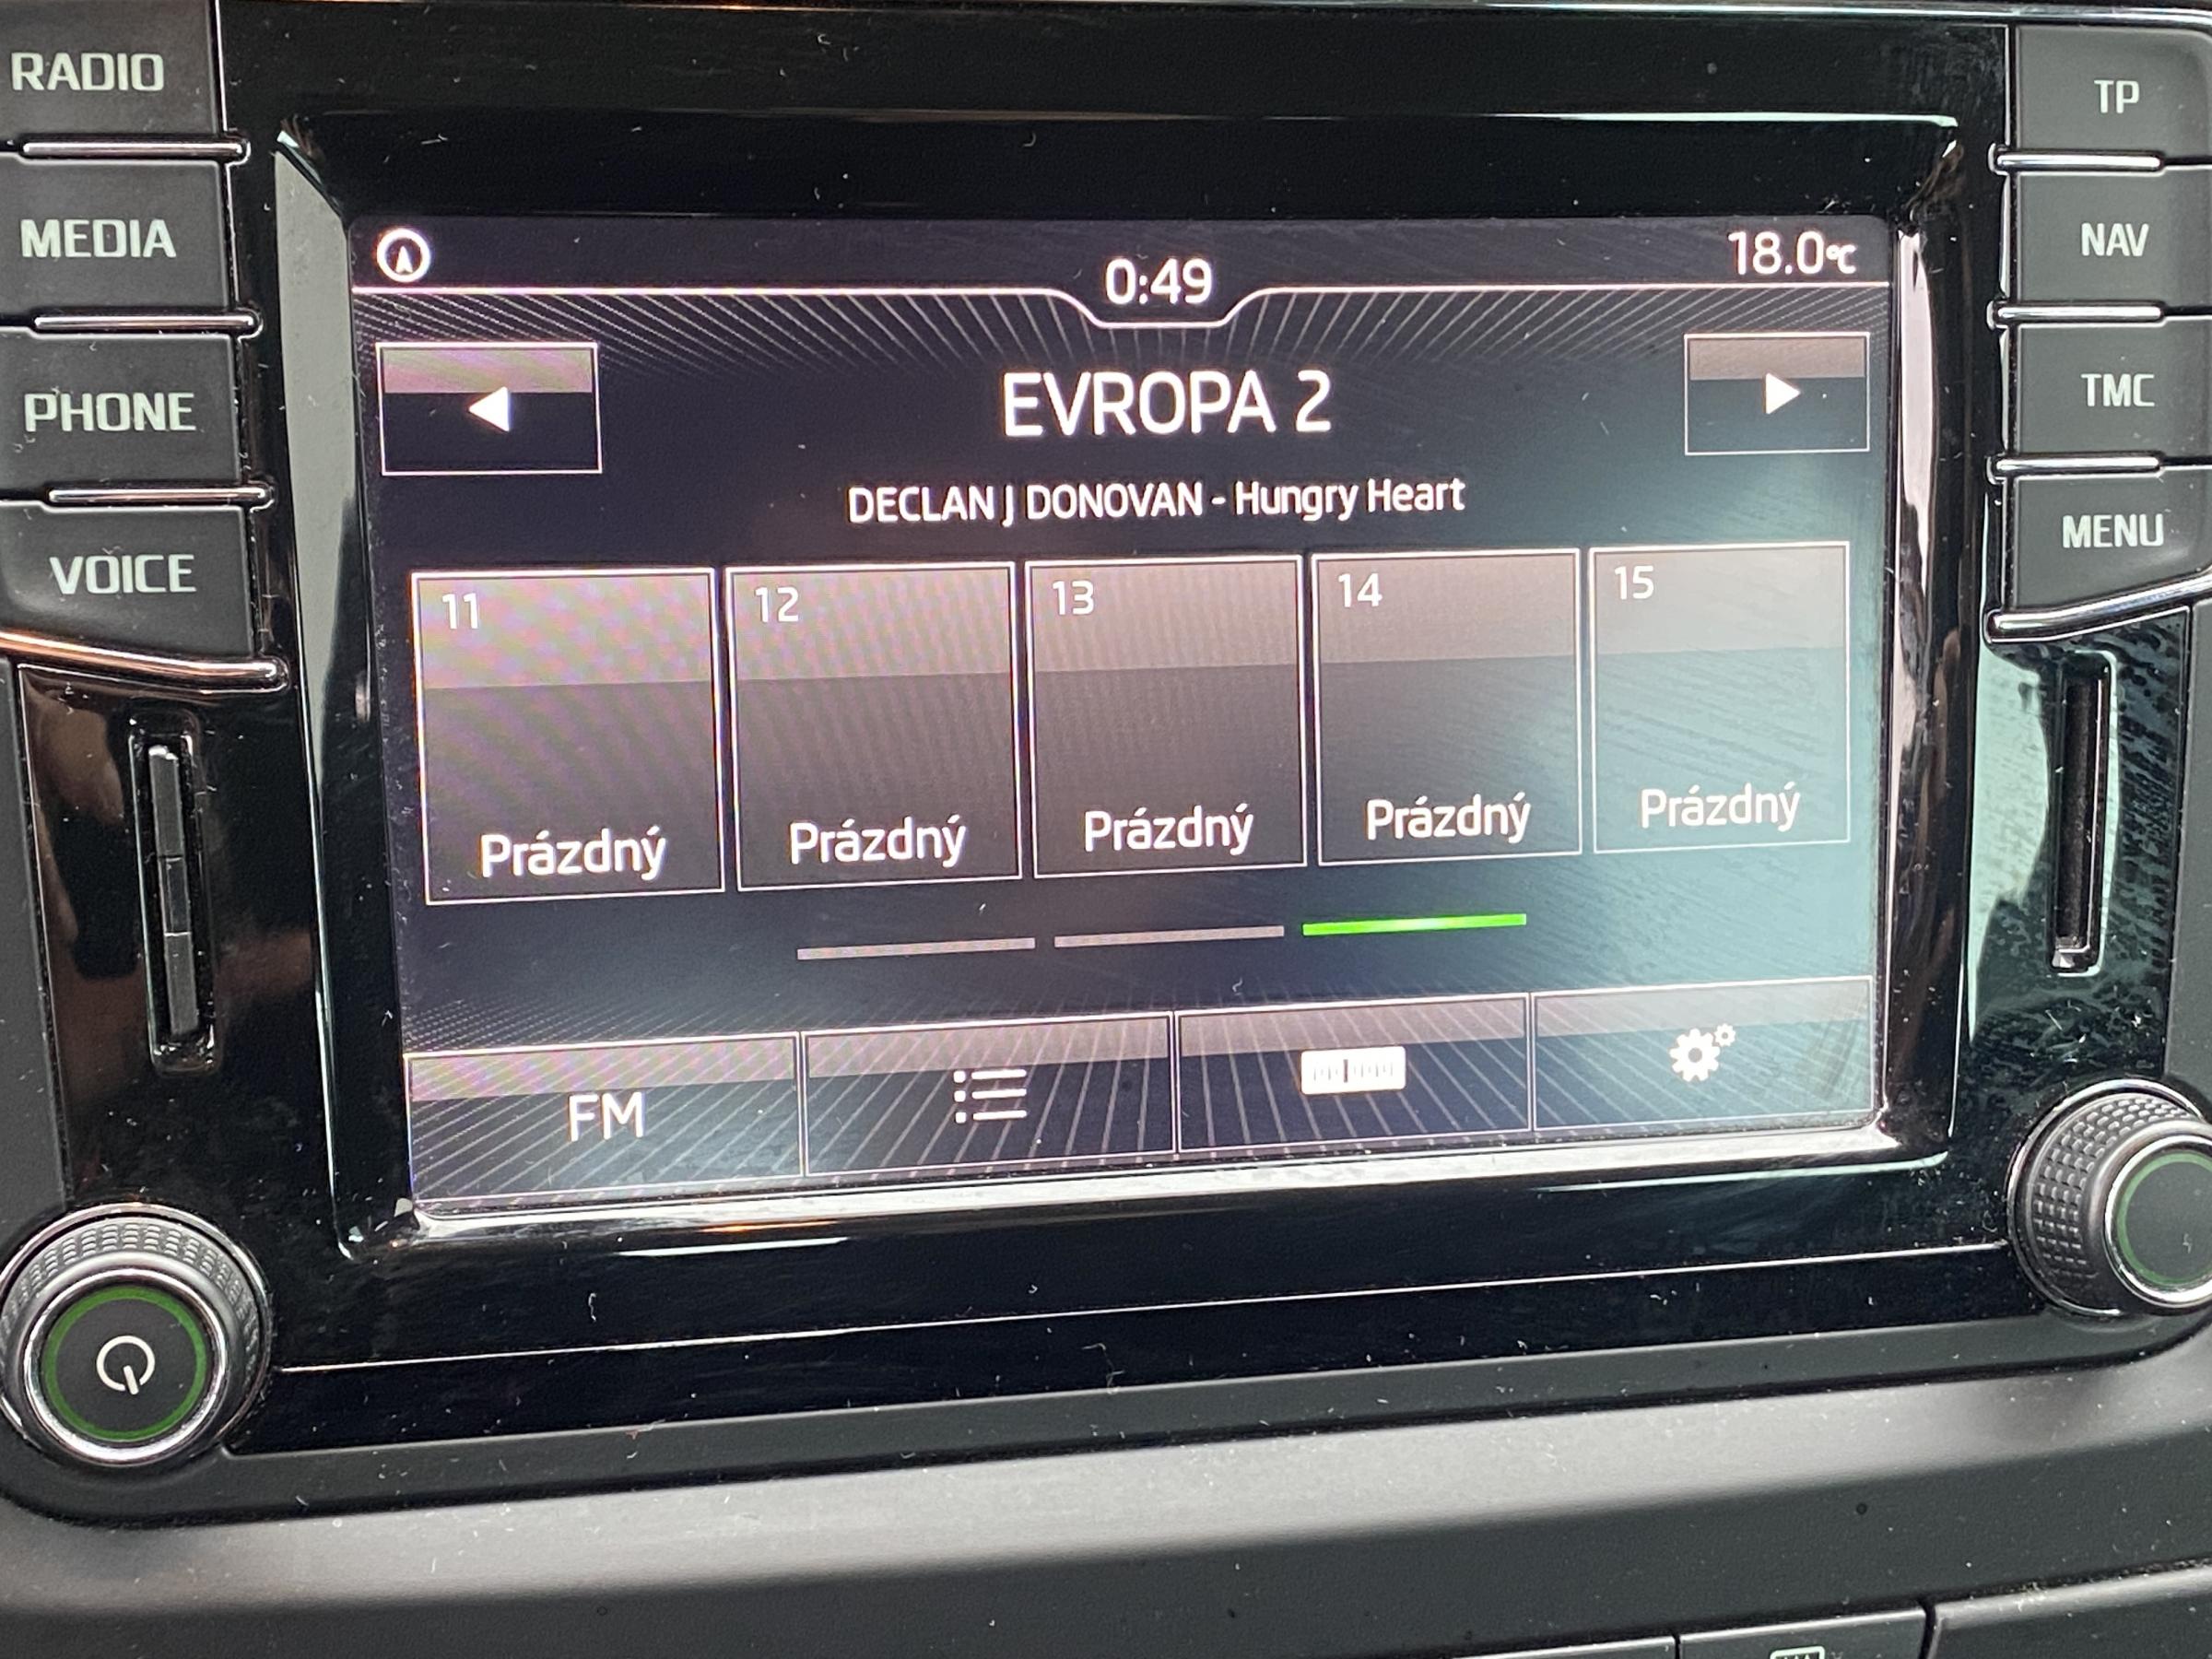 RADIO
MEDIA
PHONE
VOICE
TP
NAV
TMC
MENU
0:49
18.0°C
EVROPA 2
DECLAN J DONOVAN - Hungry Heart
11
12
13
14
15
Prázdný
Prázdný
Prázdný
Prázdný
Prázdný
FM